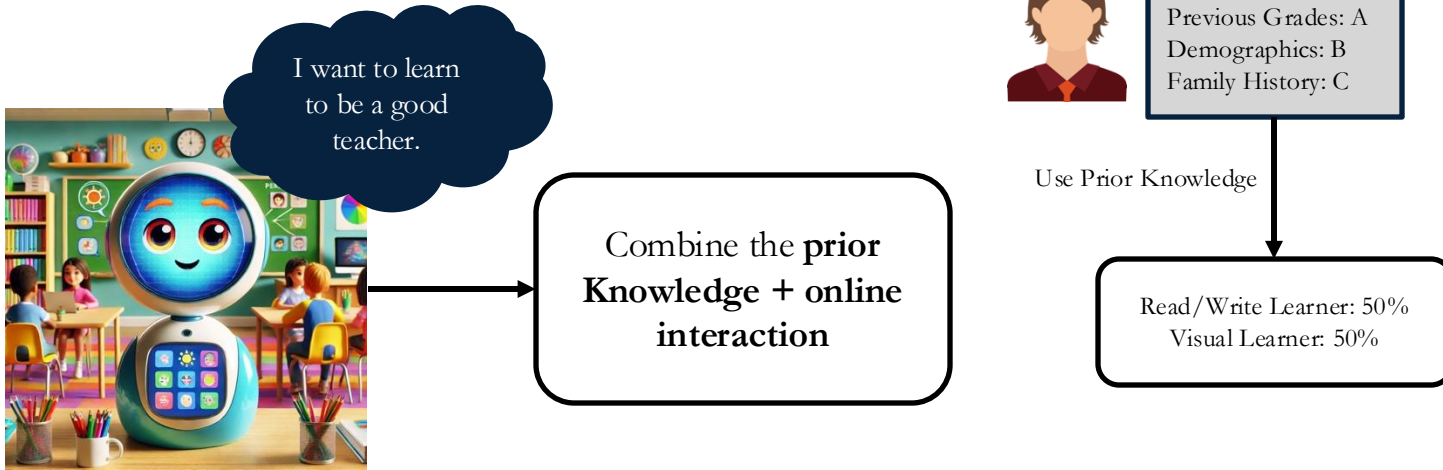 I want to learn
to be a good
teacher.
Combine the prior
Knowledge + online
interaction
Previous Grades: A
Demographics: B
Family History: C
Use Prior Knowledge
Read/Write Learner: 50%
Visual Learner: 50%